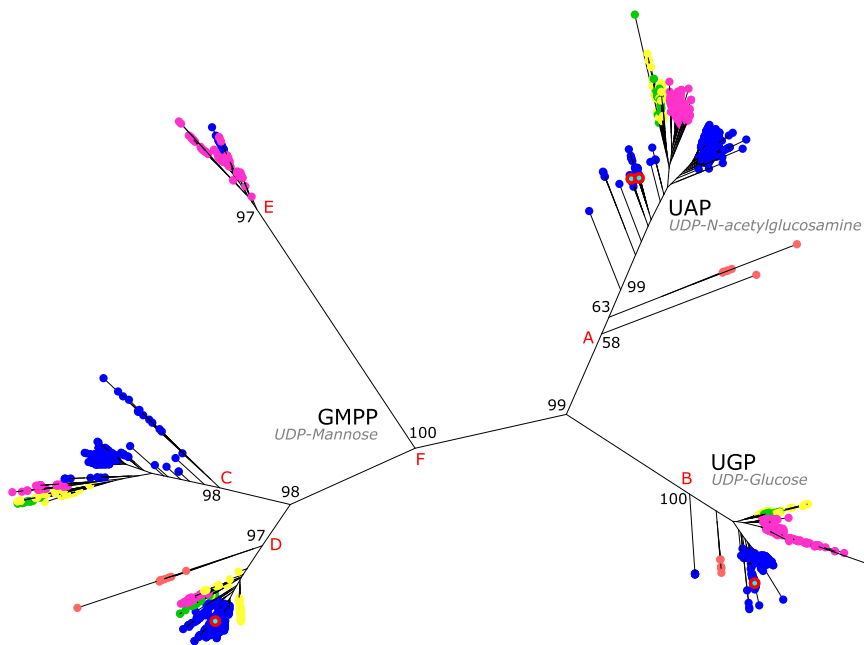 UAP
UDP-N-acetylglucosamine
E
97
99
63
A
58
GMPP
UDP-Mannose
100
F
99
UGP
UDP-Glucose
B
100
C
98
98
97
D